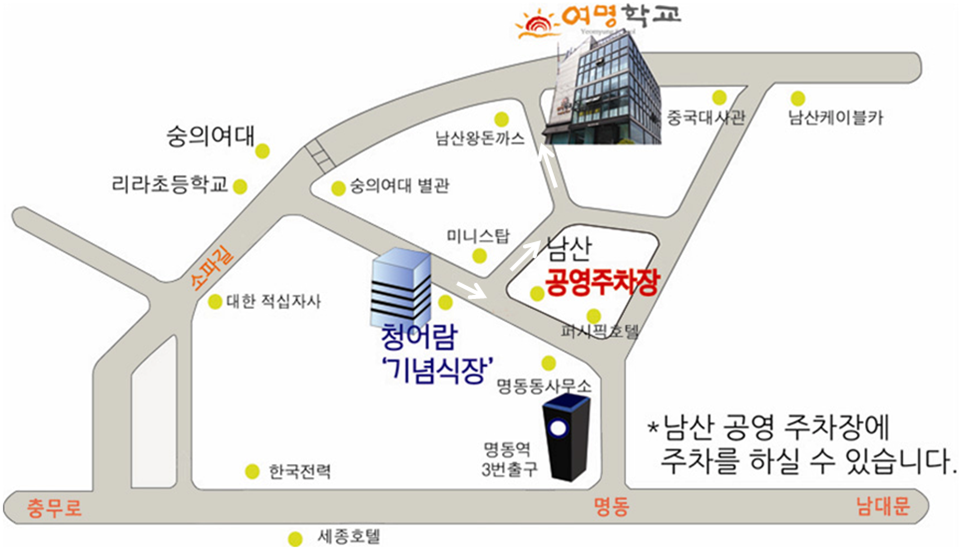 여명학교
Yeomyung School
중국대사관
남산케이블카
남산왕돈까스
숭의여대
리라초등학교
숭의여대 별관
미니스탑
남산
공영주차장
소파길
대한 적십자사
퍼시픽호텔
청어람
‘기념식장’
명동동사무소
*남산 공영 주차장에
주차를 하실 수 있습니다.
명동역
3번출구
한국전력
충무로
명동
남대문
세종호텔